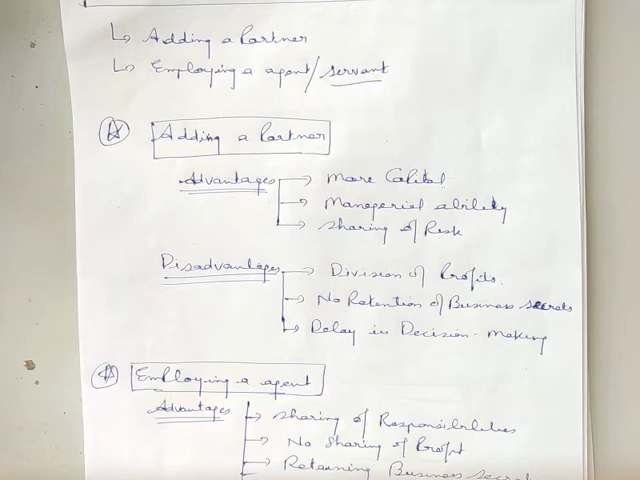 Adding a Partner
Employing a agent/servant
Adding a Partner
Advantages
More Capital
Managerial ability
Sharing of Risk
Disadvantages
Division of Profits.
No Retention of Business secrets
Delay in Decision-Making
Employing a agent
Advantages
Sharing of Responsibilities
No Sharing of Profit
Retaining Business